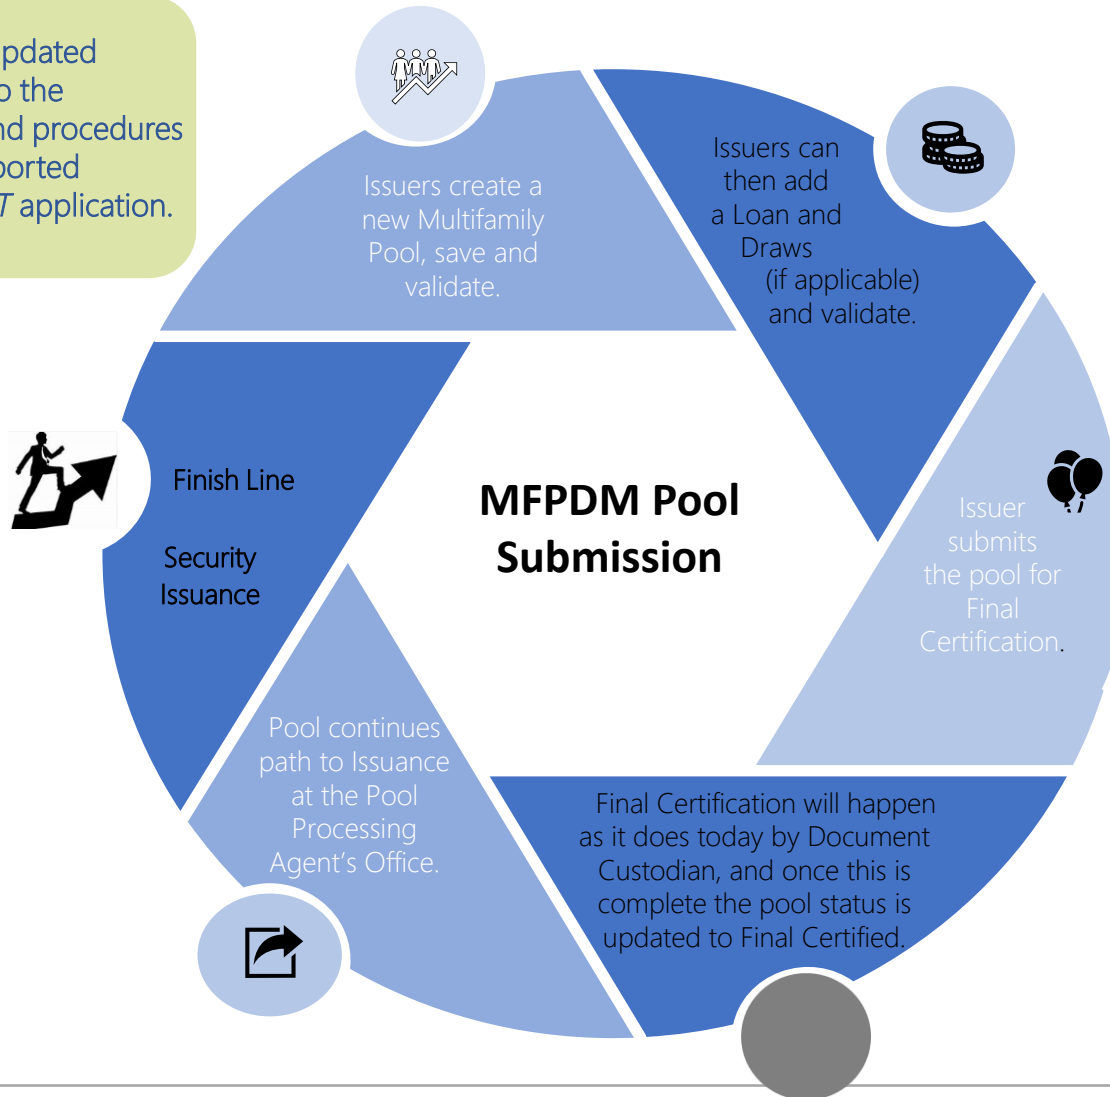 pdated
o the
nd procedures
ported
T application.
Issuers create a
new Multifamily
Pool, save and
validate.
Issuers can
then add
a Loan and
Draws
(if applicable)
and validate.
Issuer
submits
the pool for
Final
Certification.
Final Certification will happen
as it does today by Document
Custodian, and once this is
complete the pool status is
updated to Final Certified.
Pool continues
path to Issuance
at the Pool
Processing
Agent's Office.
Finish Line
Security
Issuance
MFPDM Pool
Submission